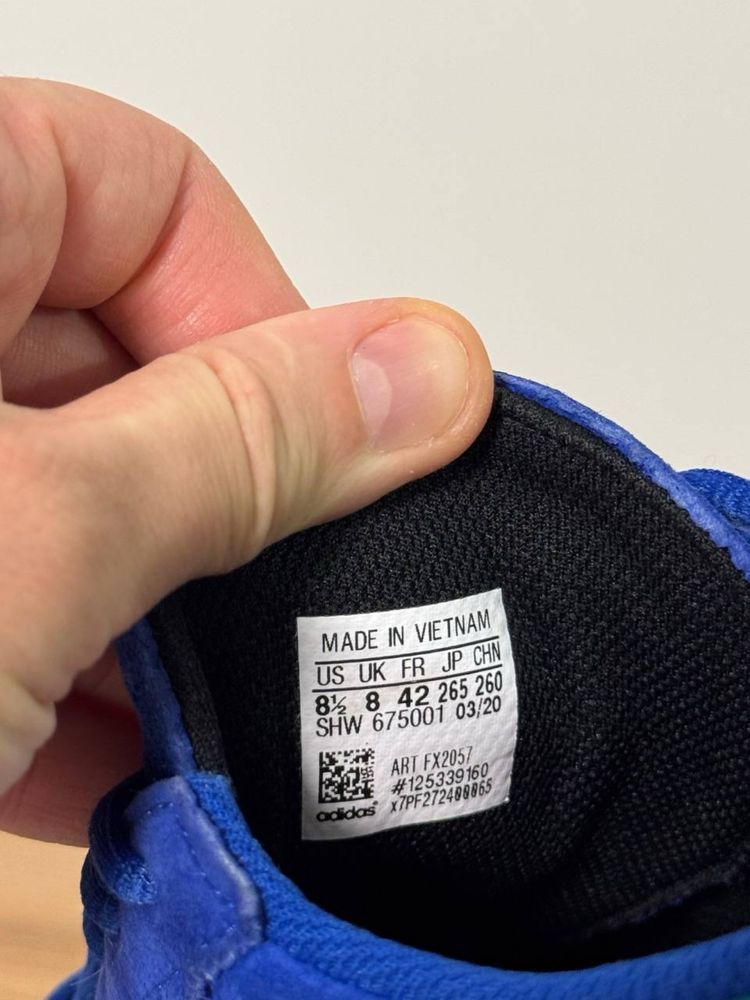 MADE IN VIETNAM
US UK FR JP CHN
8½ 8 42 265 260
SHW 675001 03/20
ART FX2057
#125339160
x7PF272400065
adidas